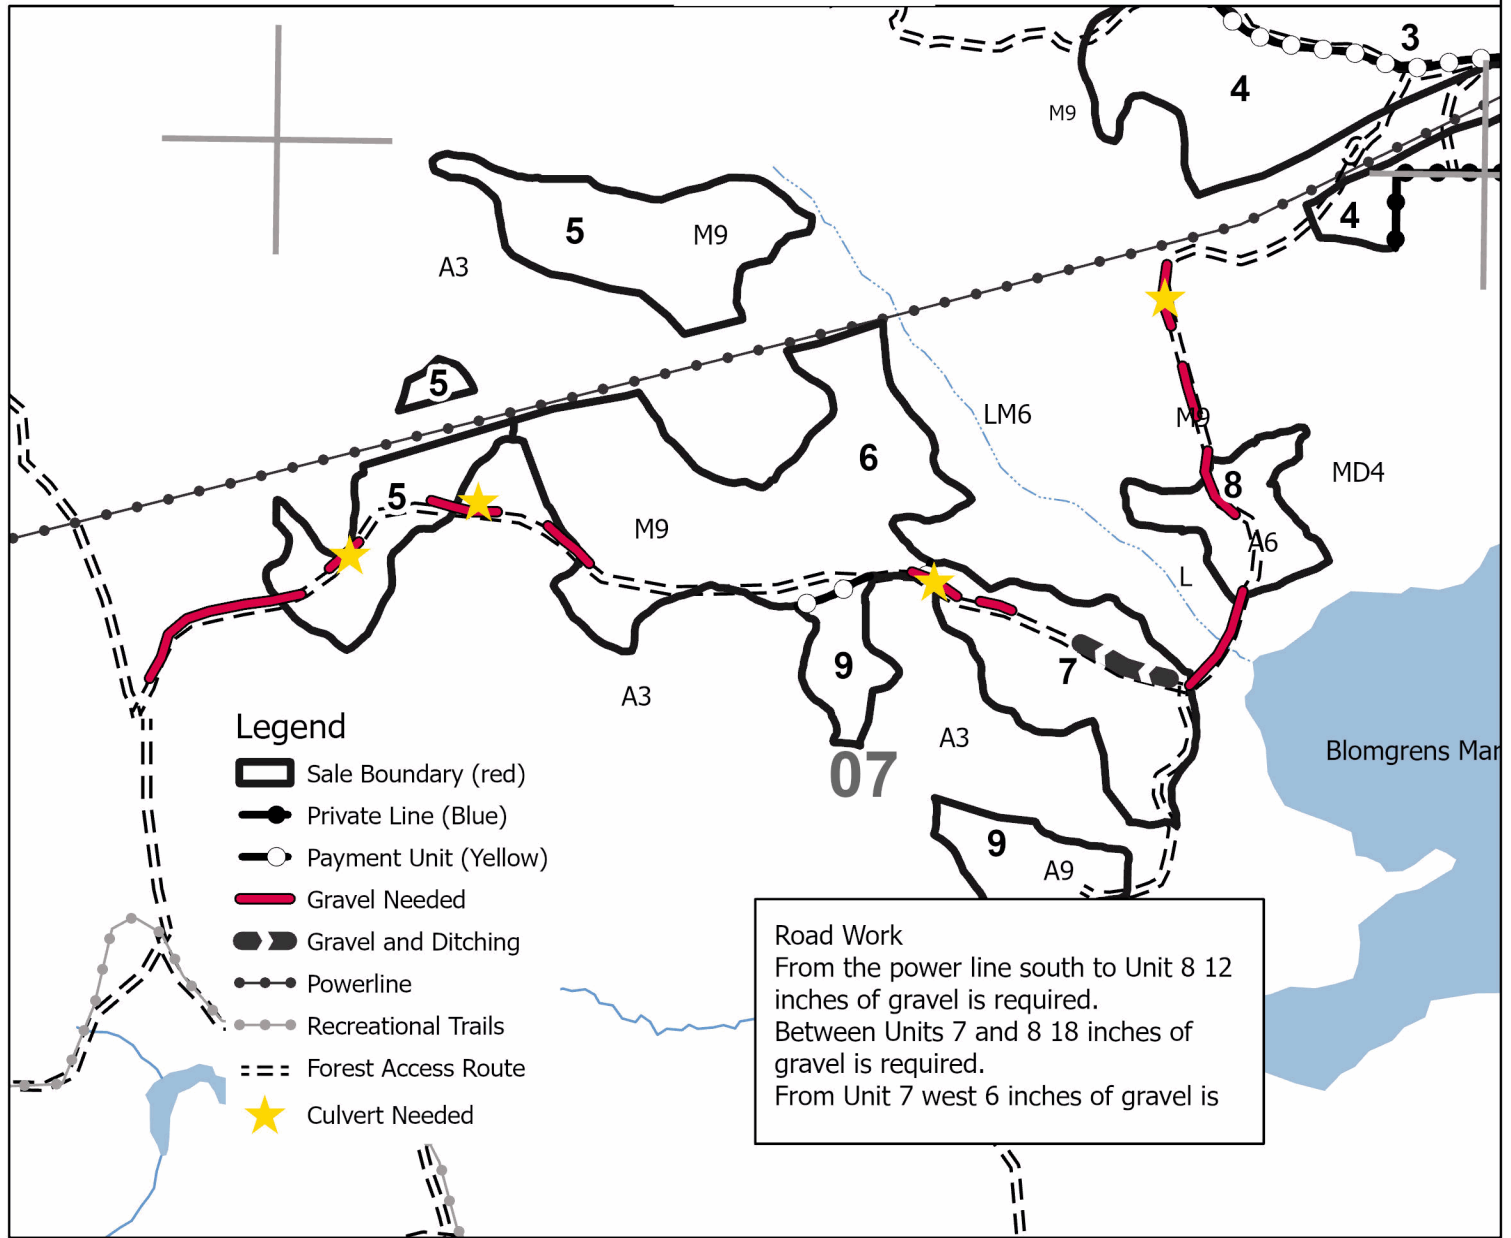 3
4
M9
4
5
M9
A3
5
LM6
M9
6
8
MD4
5
M9
A6
L
9
7
A3
A3
07
Blomgrens Mar
9
A9
Legend
Sale Boundary (red)
Private Line (Blue)
Payment Unit (Yellow)
Gravel Needed
Gravel and Ditching
Powerline
Recreational Trails
Forest Access Route
Culvert Needed
Road Work
From the power line south to Unit 8 12
inches of gravel is required.
Between Units 7 and 8 18 inches of
gravel is required.
From Unit 7 west 6 inches of gravel is